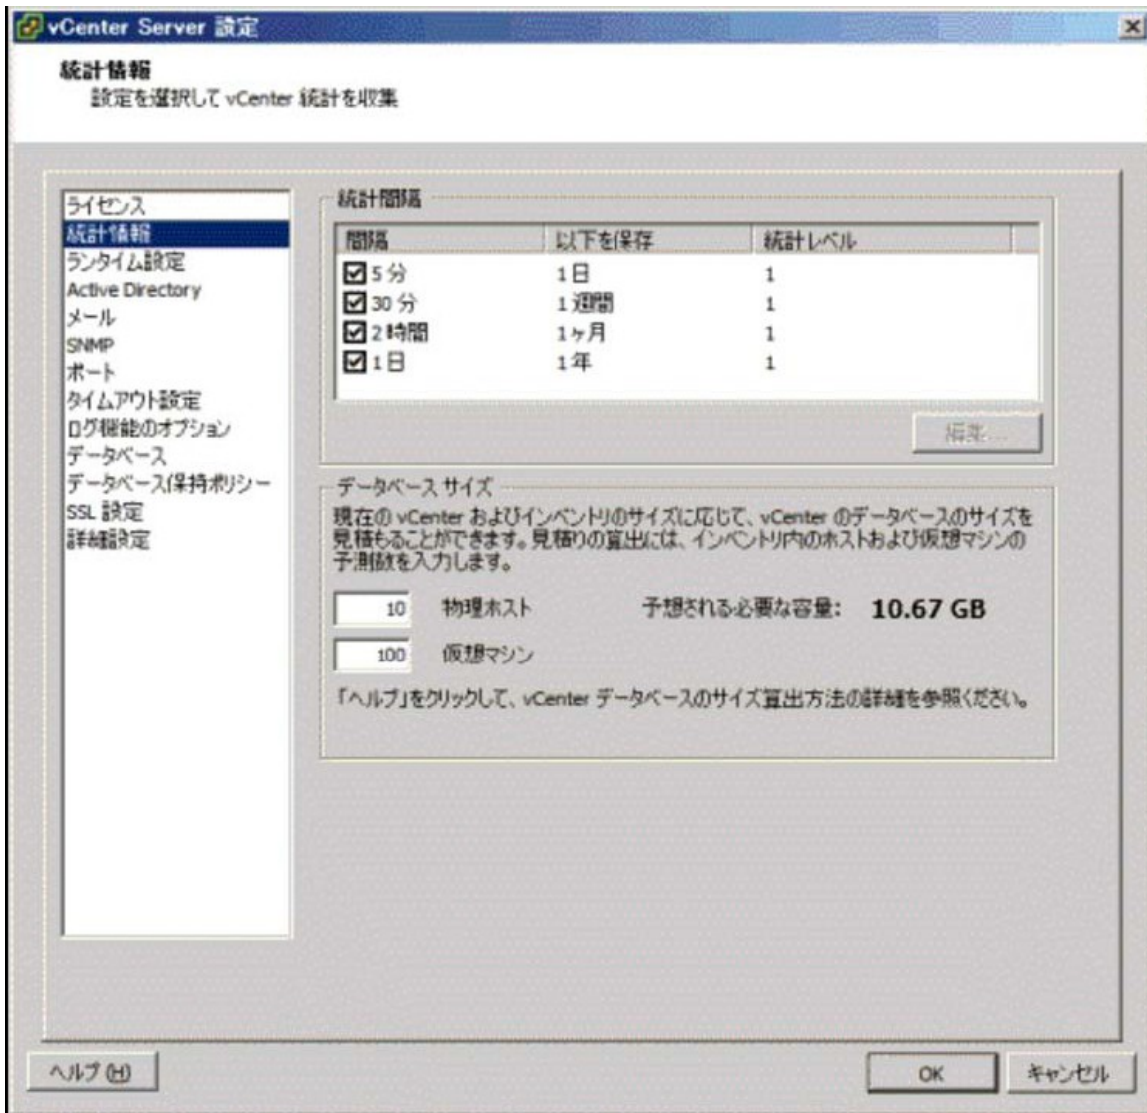 vCenter Server 設定
統計情報
設定を選択して vCenter 統計を収集
ライセンス
統計情報
ランタイム設定
Active Directory
メール
SNMP
ポート
タイムアウト設定
ログ機能のオプション
データベース
データベース保持ポリシー
SSL 設定
詳細設定
統計間隔
間隔 以下を保存 統計レベル
5 分 1 日 1
30 分 1 週間 1
2 時間 1 ヶ月 1
1 日 1 年 1
編集...
データベース サイズ
現在の vCenter およびインベントリのサイズに応じて、vCenter のデータベースのサイズを
見積もることができます。見積りの算出には、インベントリ内のホストおよび仮想マシンの
予測数を入力します。
10 物理ホスト 予想される必要な容量: 10.67 GB
100 仮想マシン
「ヘルプ」をクリックして、vCenter データベースのサイズ算出方法の詳細を参照ください。
ヘルプ (H) OK キャンセル